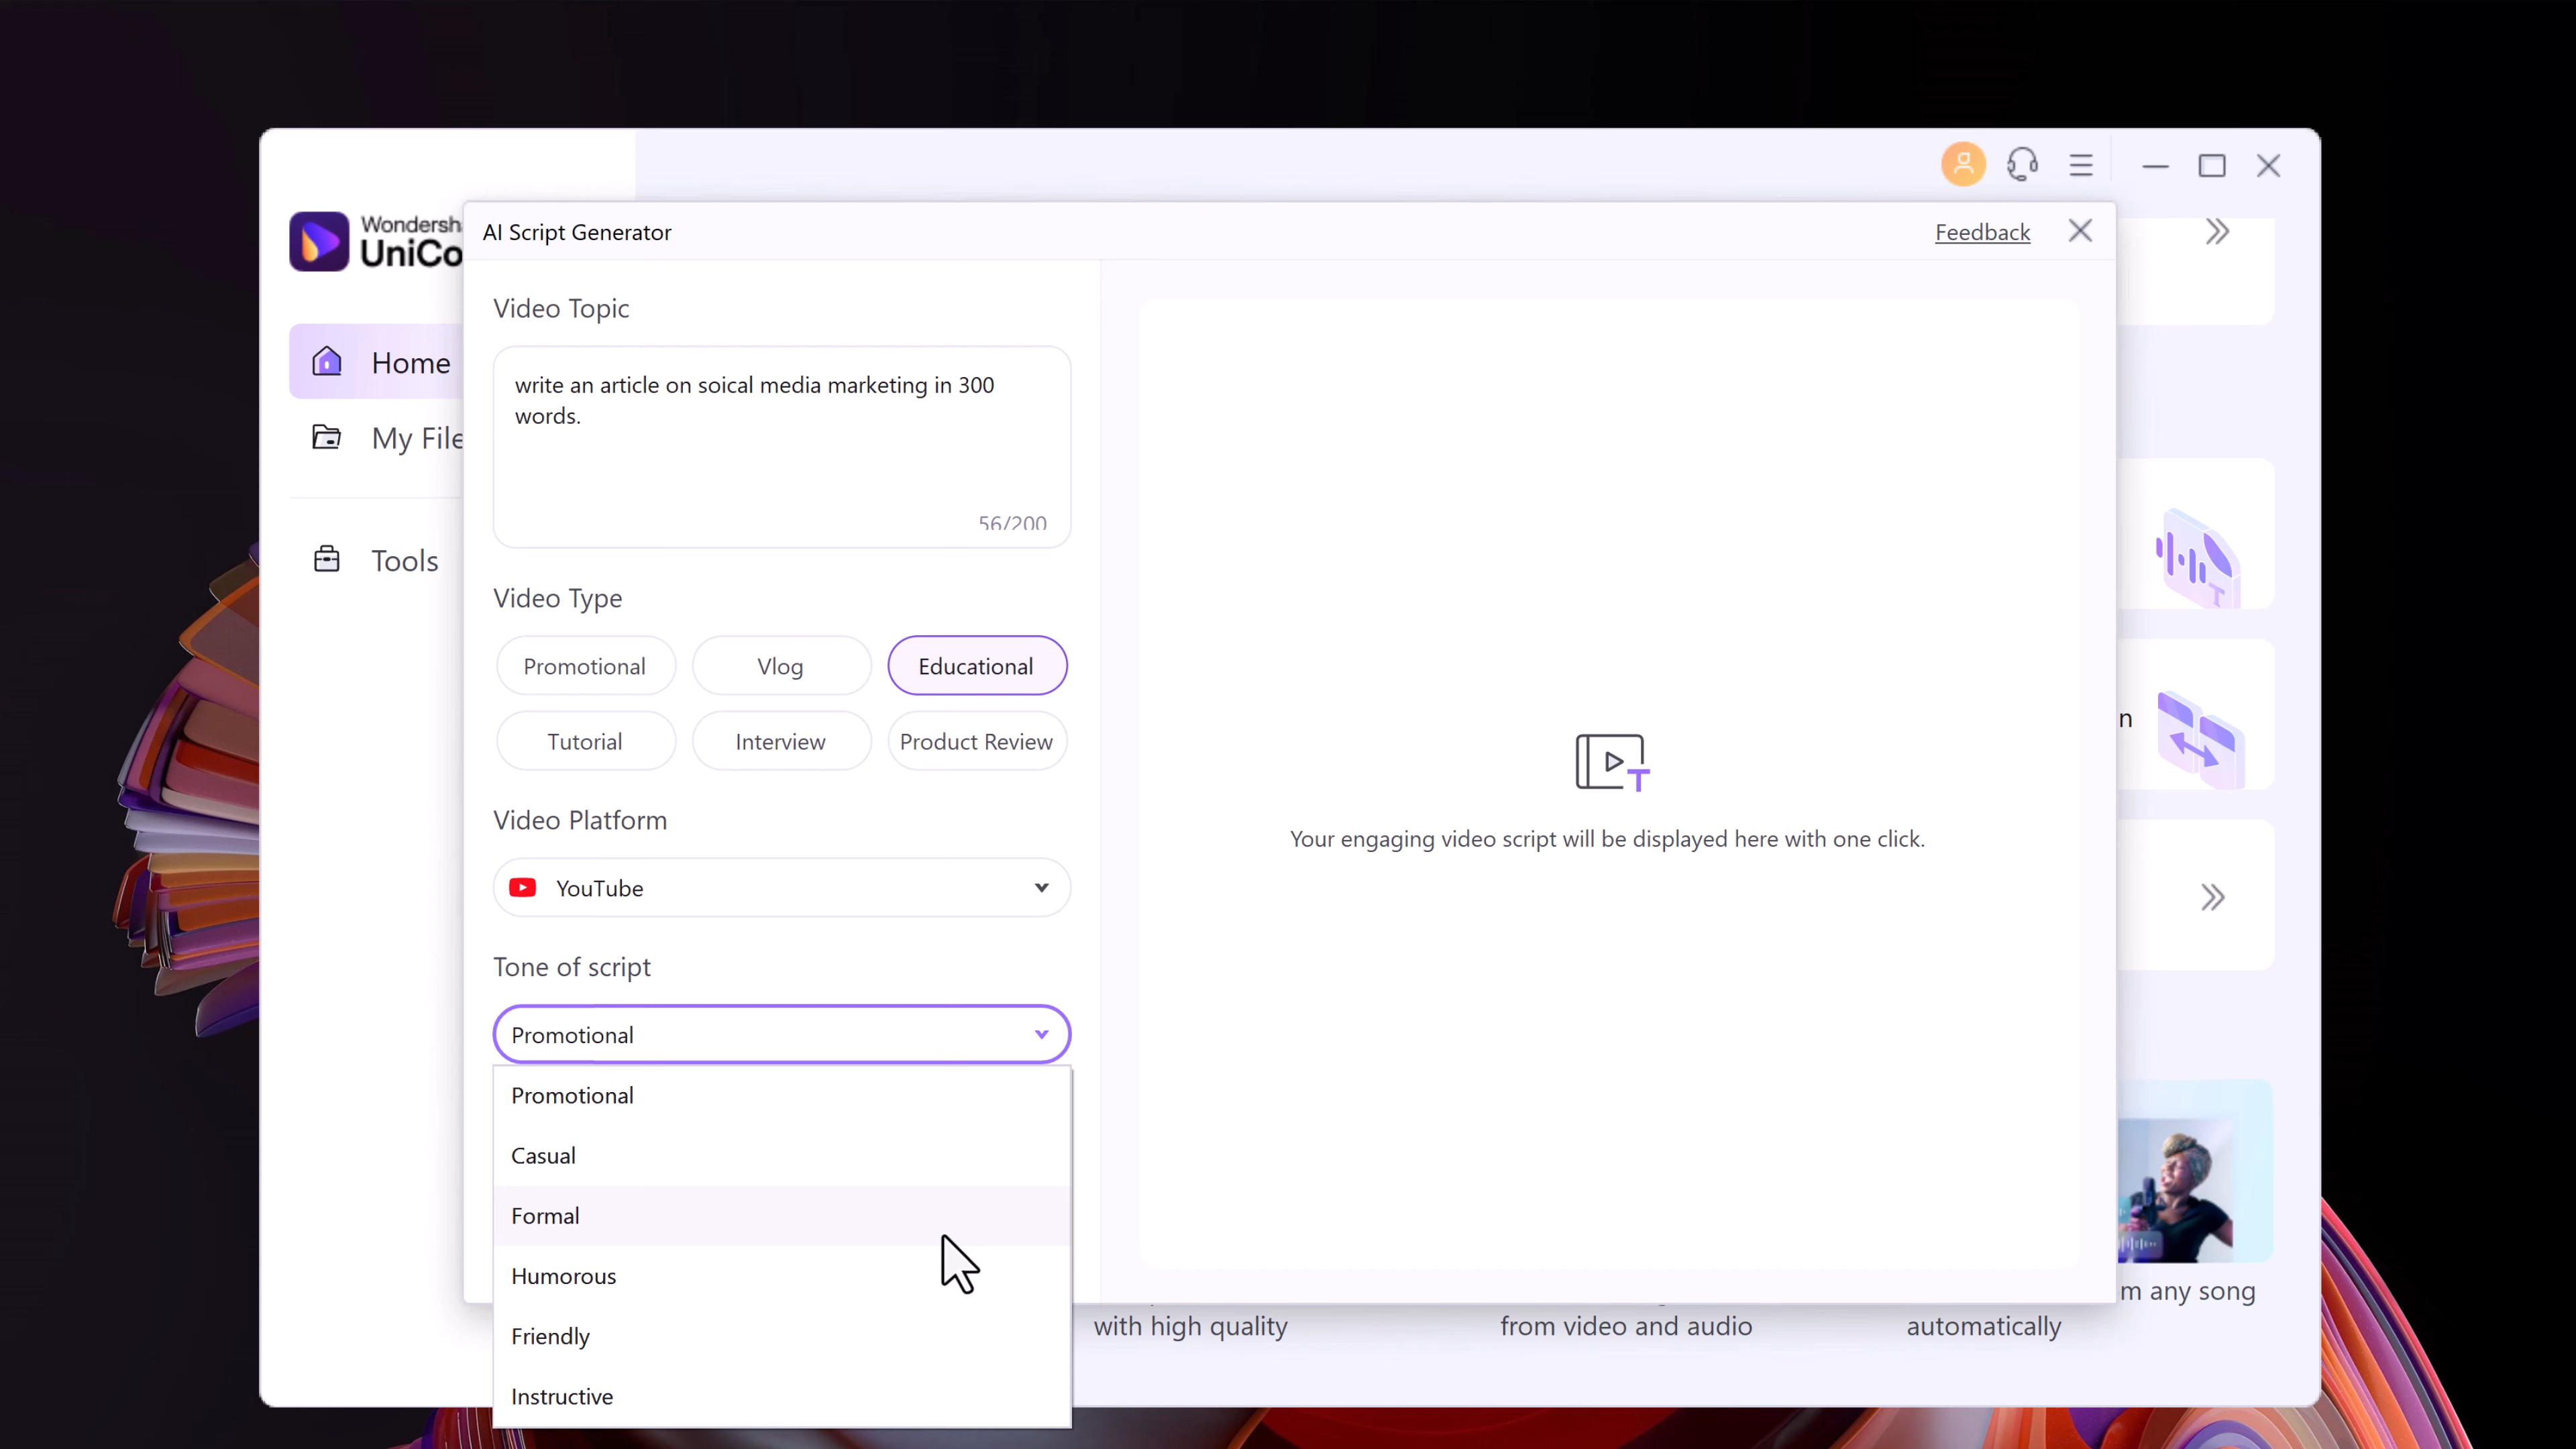 Wondersh
UniCo
AI Script Generator
Feedback
Home
My File
Tools
Video Topic
write an article on soical media marketing in 300
words.
56/200
Video Type
Promotional
Vlog
Educational
Tutorial
Interview
Product Review
Video Platform
YouTube
Tone of script
Promotional
Promotional
Casual
Formal
Humorous
Friendly
Instructive
Your engaging video script will be displayed here with one click.
T
T
n
m any song
with high quality
from video and audio
automatically